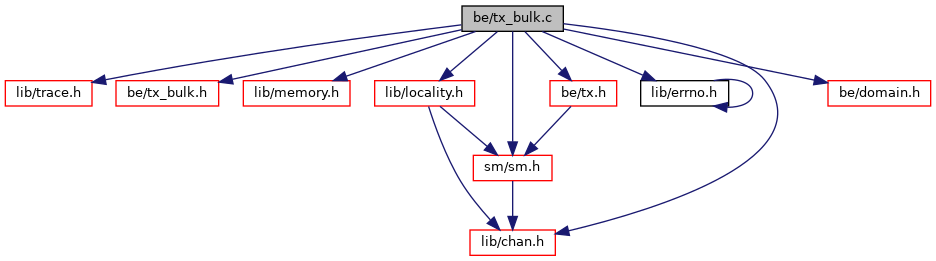 be/tx_bulk.c
lib/trace.h
be/tx_bulk.h
lib/memory.h
lib/locality.h
be/tx.h
lib/errno.h
be/domain.h
sm/sm.h
lib/chan.h